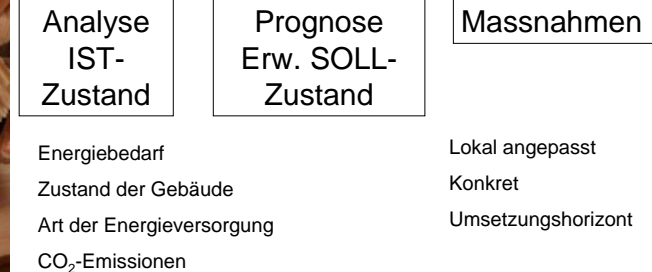 Analyse
IST-
Zustand
Prognose
Erw. SOLL-
Zustand
Massnahmen
Energiebedarf
Zustand der Gebäude
Art der Energieversorgung
CO₂-Emissionen
Lokal angepasst
Konkret
Umsetzungshorizont